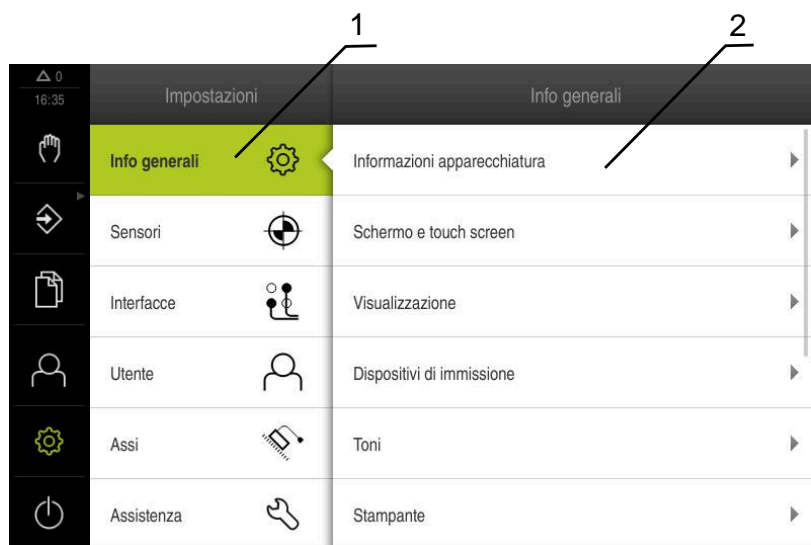 1
2
0
16:35
Impostazioni
Info generali
Info generali
Sensori
Interfacce
Utente
Assi
Assistenza
Informazioni apparecchiatura
Schermo e touch screen
Visualizzazione
Dispositivi di immissione
Toni
Stampante